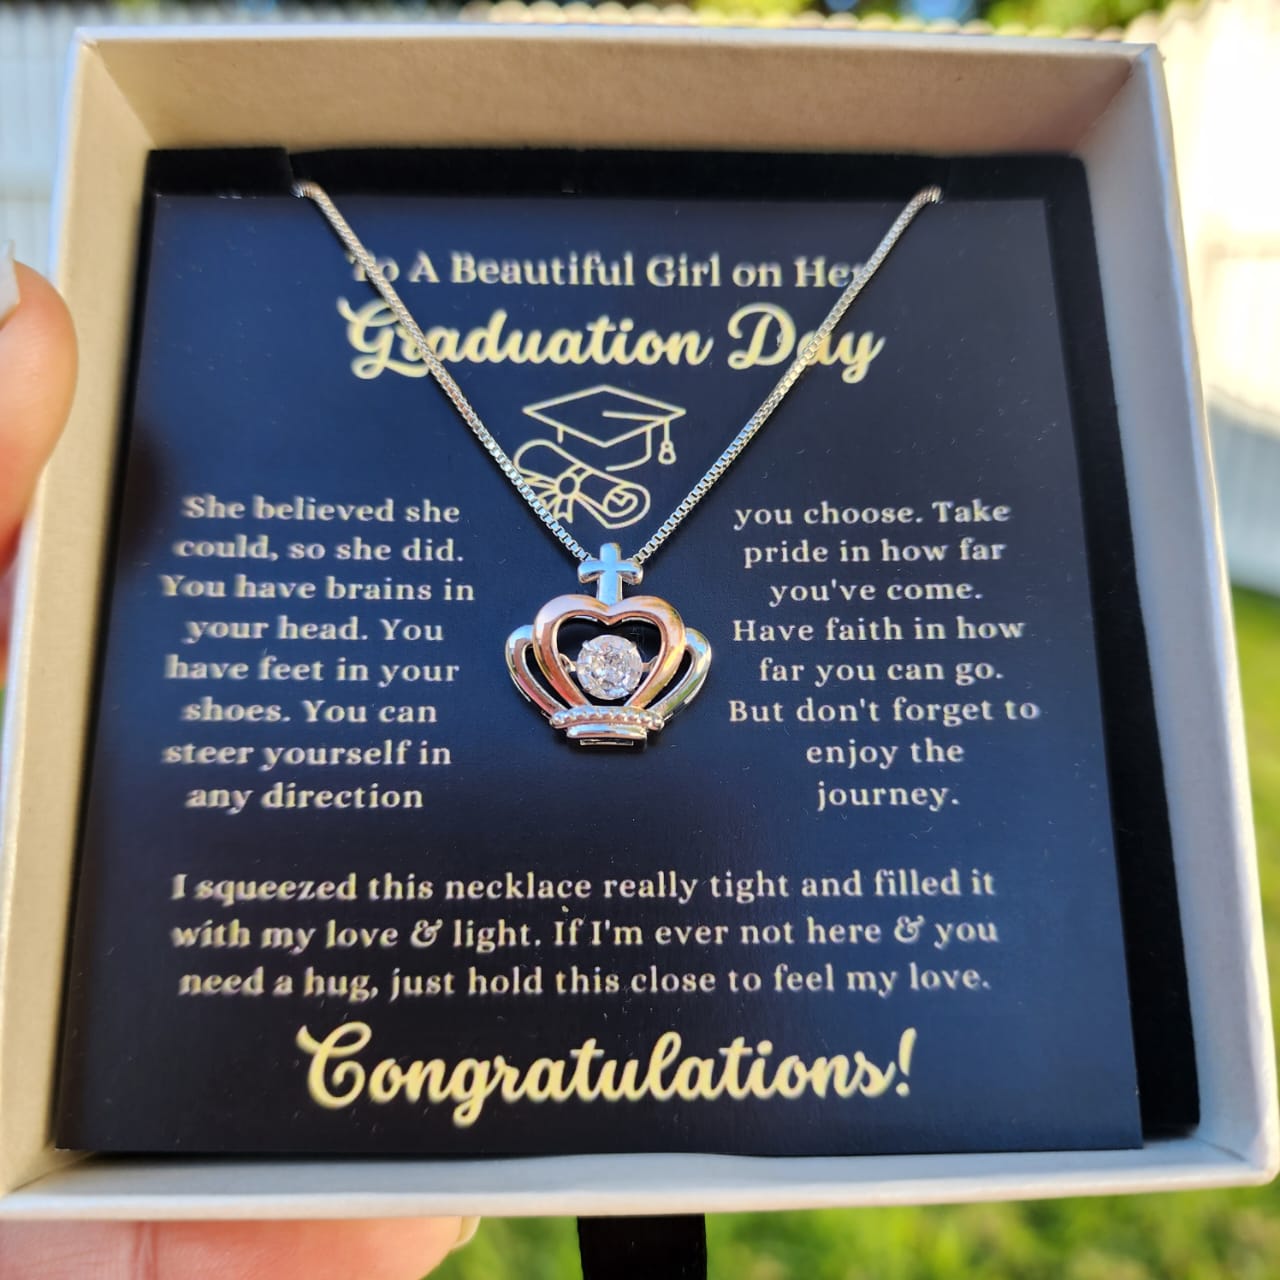 To A Beautiful Girl on Her
Graduation Day
She believed she
could, so she did.
You have brains in
your head. You
have feet in your
shoes. You can
steer yourself in
any direction
you choose. Take
pride in how far
you've come.
Have faith in how
far you can go.
But don't forget to
enjoy the
journey.
I squeezed this necklace really tight and filled it
with my love & light. If I'm ever not here & you
need a hug, just hold this close to feel my love.
Congratulations!